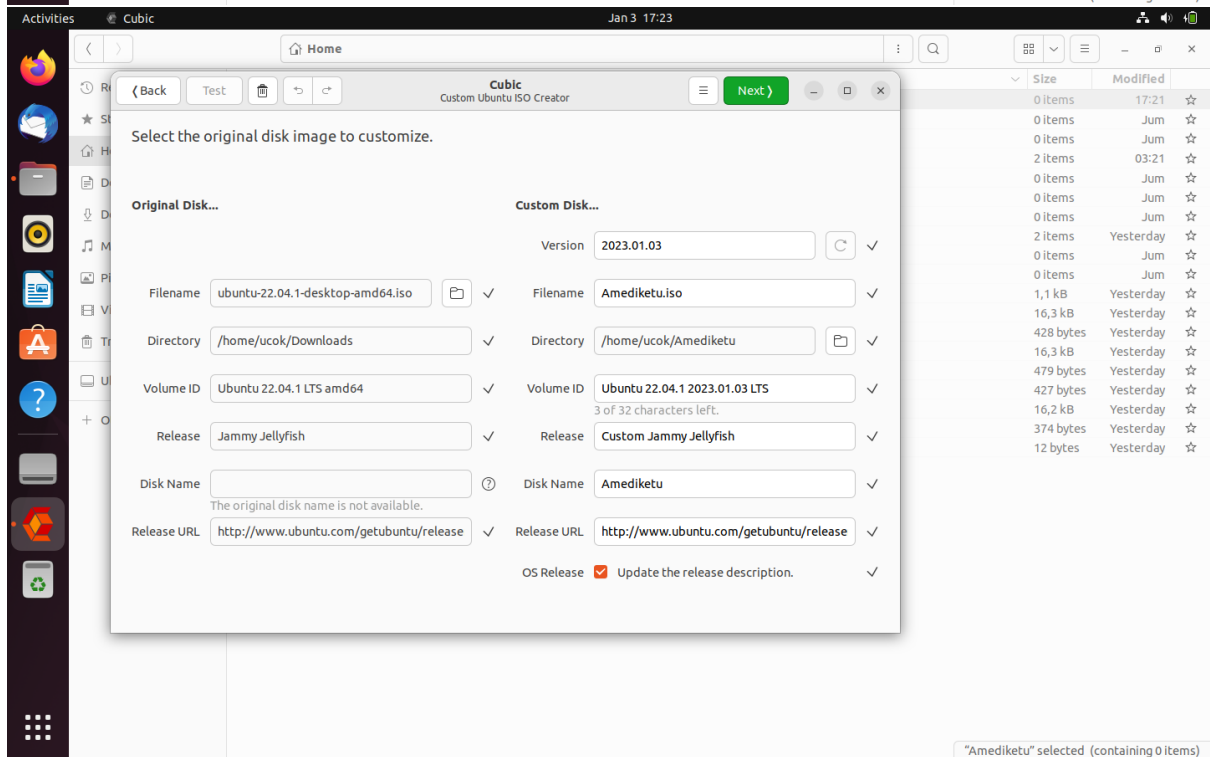 Activities Cubic Jan 3 17:23
Home
Cubic
Custom Ubuntu ISO Creator
Back Test Next
Size Modified
Select the original disk image to customize.
Original Disk... Custom Disk...
Version 2023.01.03
Filename ubuntu-22.04.1-desktop-amd64.iso Filename Amediketu.iso
Directory /home/ucok/Downloads Directory /home/ucok/Amediketu
Volume ID Ubuntu 22.04.1 LTS amd64 Volume ID Ubuntu 22.04.1 2023.01.03 LTS
3 of 32 characters left.
Release Jammy Jellyfish Release Custom Jammy Jellyfish
Disk Name Disk Name Amediketu
The original disk name is not available.
Release URL http://www.ubuntu.com/getubuntu/release Release URL http://www.ubuntu.com/getubuntu/release
OS Release Update the release description.
0 items 17:21
0 items Jum
0 items Jum
2 items 03:21
0 items Jum
0 items Jum
0 items Jum
2 items Yesterday
0 items Jum
0 items Jum
1,1 kB Yesterday
16,3 kB Yesterday
428 bytes Yesterday
16,3 kB Yesterday
479 bytes Yesterday
427 bytes Yesterday
16,2 kB Yesterday
374 bytes Yesterday
12 bytes Yesterday
"Amediketu" selected (containing 0 items)